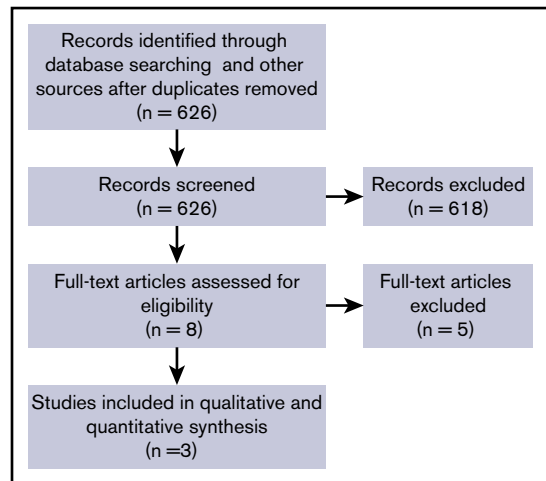 Records identified through
database searching and other
sources after duplicates removed
(n = 626)
Records screened
(n = 626)
Records excluded
(n = 618)
Full-text articles assessed for
eligibility
(n = 8)
Full-text articles
excluded
(n = 5)
Studies included in qualitative and
quantitative synthesis
(n =3)